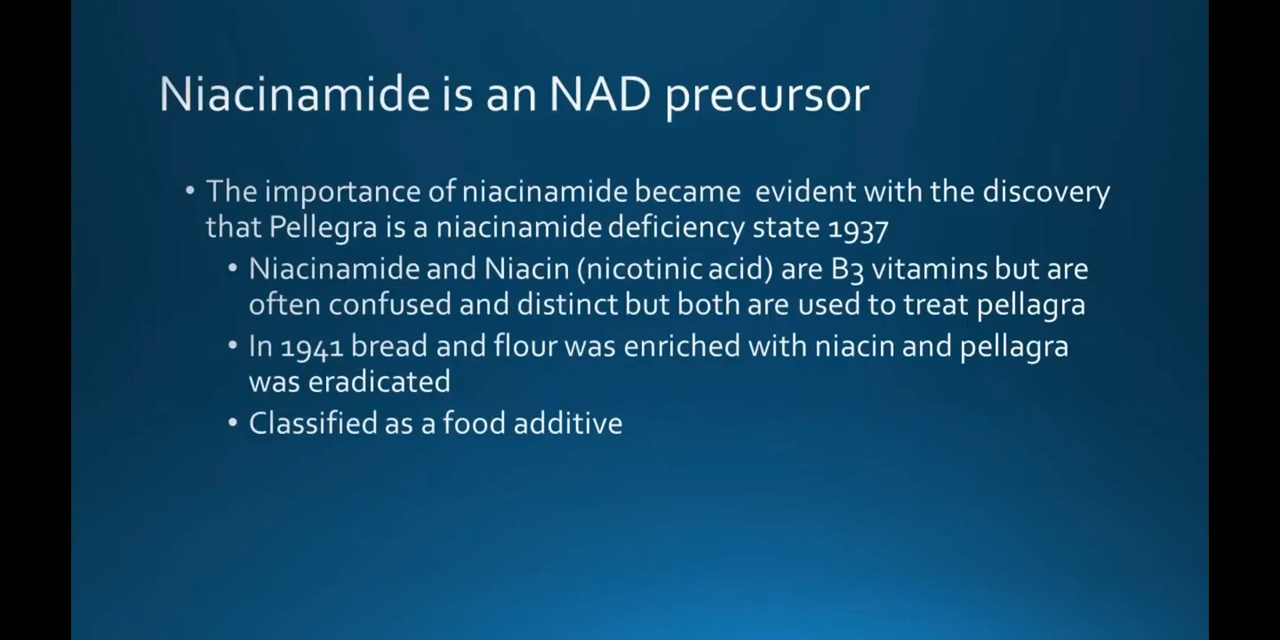 Niacinamide is an NAD precursor
• The importance of niacinamide became evident with the discovery
that Pellegra is a niacinamide deficiency state 1937
• Niacinamide and Niacin (nicotinic acid) are B3 vitamins but are
often confused and distinct but both are used to treat pellagra
• In 1941 bread and flour was enriched with niacin and pellagra
was eradicated
• Classified as a food additive